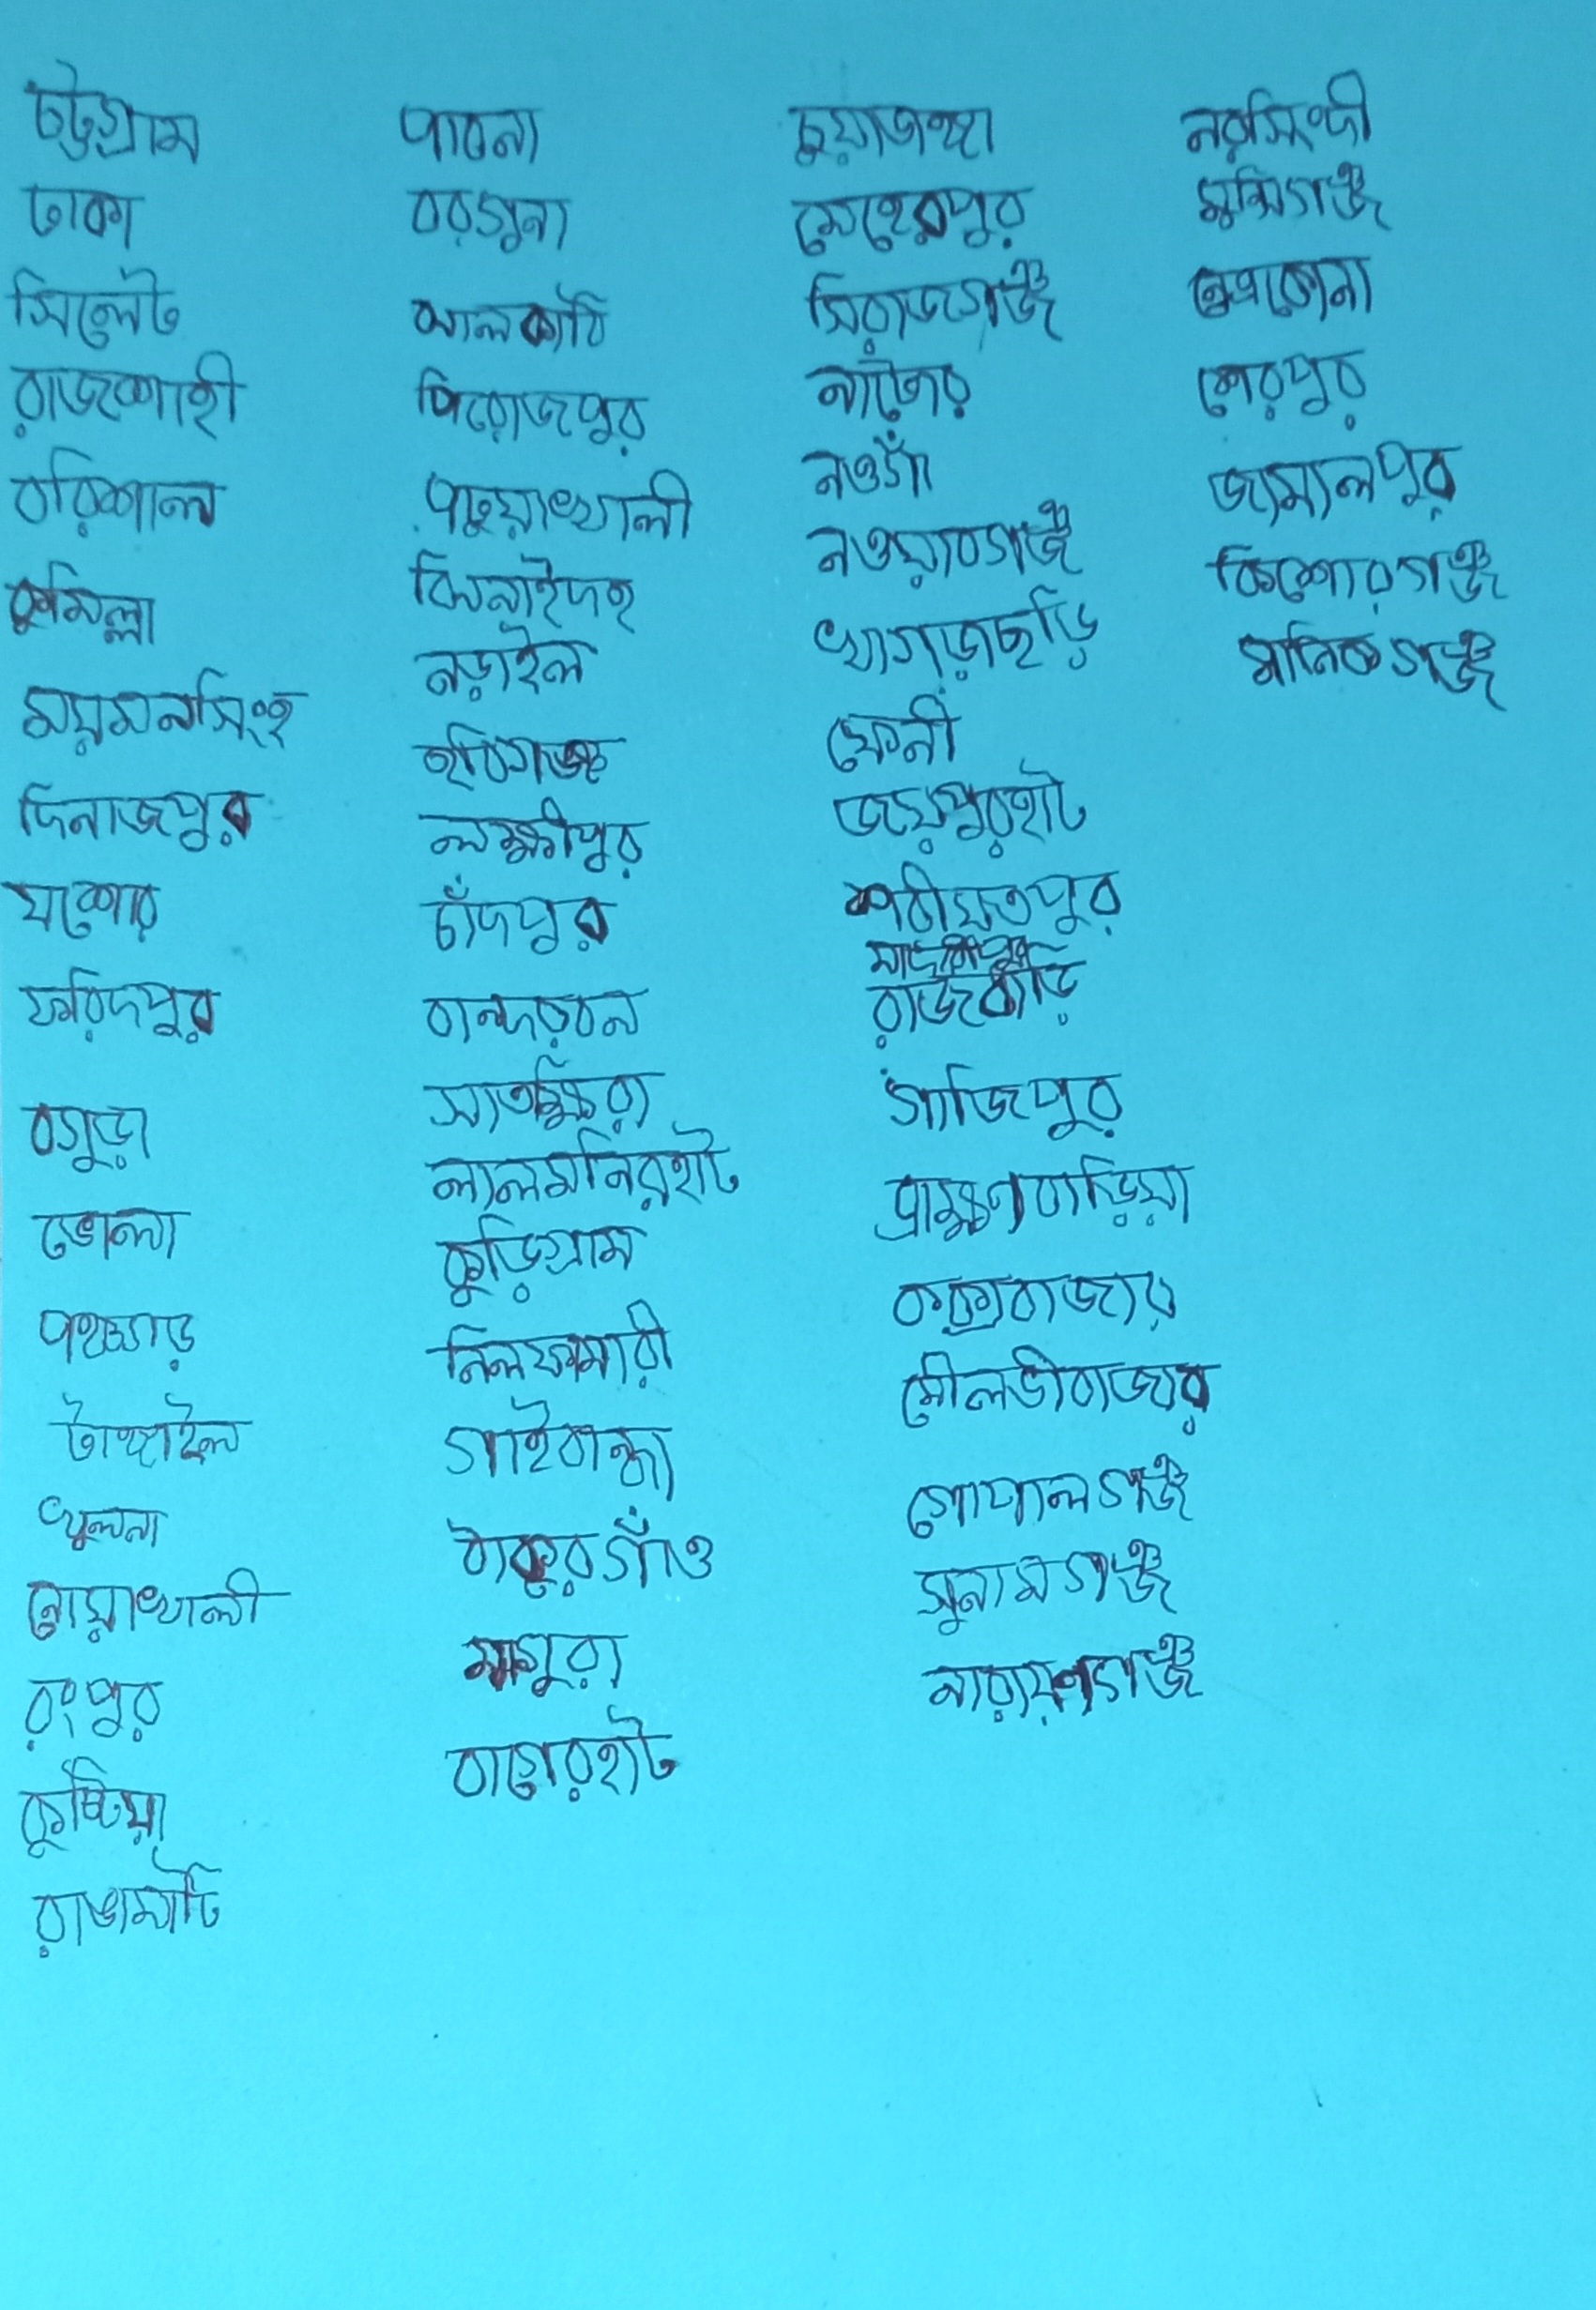 চট্টগ্রাম
ঢাকা
সিলেট
রাজশাহী
বরিশাল
কুমিল্লা
ময়মনসিংহ
দিনাজপুর
যশোর
ফরিদপুর
বগুড়া
ভোলা
পঞ্চগড়
টাঙ্গাইল
খুলনা
নোয়াখালী
রংপুর
কুষ্টিয়া
রাঙামাটি
পাবনা
বরগুনা
ঝালকাঠি
পিরোজপুর
পটুয়াখালী
ঝিনাইদহ
নড়াইল
হবিগঞ্জ
লক্ষ্মীপুর
চাঁদপুর
বান্দরবন
সাতক্ষিরা
লালমনিরহাট
কুড়িগ্রাম
নিলফামারী
গাইবান্ধা
ঠাকুরগাঁও
মাগুরা
বাগেরহাট
চুয়াডাঙ্গা
মেহেরপুর
সিরাজগঞ্জ
নাটোর
নওগাঁ
নওয়াবগঞ্জ
খাগড়াছড়ি
ফেনী
জয়পুরহাট
শরীয়তপুর
মাদারীপুর
রাজবাড়ি
গাজিপুর
ব্রাহ্মণবাড়িয়া
কক্সবাজার
মৌলভীবাজার
গোপালগঞ্জ
সুনামগঞ্জ
নারায়ণগঞ্জ
নরসিংদী
মুন্সিগঞ্জ
নেত্রকোনা
শেরপুর
জামালপুর
কিশোরগঞ্জ
মানিকগঞ্জ